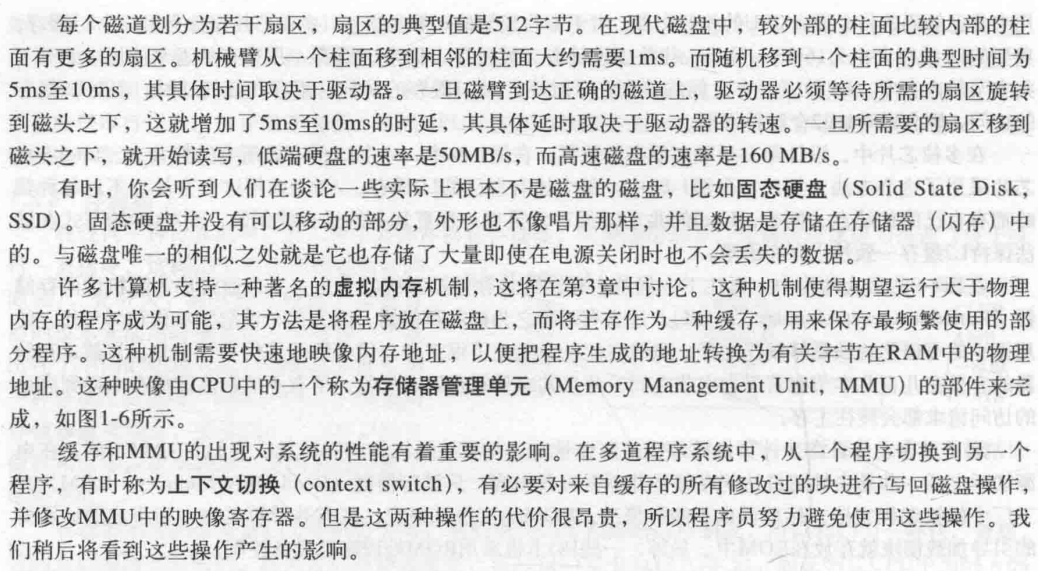 每个磁道划分为若干扇区，扇区的典型值是512字节。在现代磁盘中，较外部的柱面比较内部的柱
面有更多的扇区。机械臂从一个柱面移到相邻的柱面大约需要1ms。而随机移到一个柱面的典型时间为
5ms至10ms，其具体时间取决于驱动器。一旦磁臂到达正确的磁道上，驱动器必须等待所需的扇区旋转
到磁头之下，这就增加了5ms至10ms的时延，其具体延时取决于驱动器的转速。一旦所需要的扇区移到
磁头之下，就开始读写，低端硬盘的速率是50MB/s，而高速磁盘的速率是160 MB/s。
有时，你会听到人们在谈论一些实际上根本不是磁盘的磁盘，比如固态硬盘（Solid State Disk，
SSD）。固态硬盘并没有可以移动的部分，外形也不像唱片那样，并且数据是存储在存储器（闪存）中
的。与磁盘唯一的相似之处就是它也存储了大量即使在电源关闭时也不会丢失的数据。
许多计算机支持一种著名的虚拟内存机制，这将在第3章中讨论。这种机制使得期望运行大于物理
内存的程序成为可能，其方法是将程序放在磁盘上，而将主存作为一种缓存，用来保存最频繁使用的部
分程序。这种机制需要快速地映像内存地址，以便把程序生成的地址转换为有关字节在RAM中的物理
地址。这种映像由CPU中的一个称为存储器管理单元（Memory Management Unit，MMU）的部件来完
成，如图1-6所示。
缓存和MMU的出现对系统的性能有着重要的影响。在多道程序系统中，从一个程序切换到另一个
程序，有时称为上下文切换（context switch），有必要对来自缓存的所有修改过的块进行写回磁盘操作，
并修改MMU中的映像寄存器。但是这两种操作的代价很昂贵，所以程序员努力避免使用这些操作。我
们稍后将看到这些操作产生的影响。